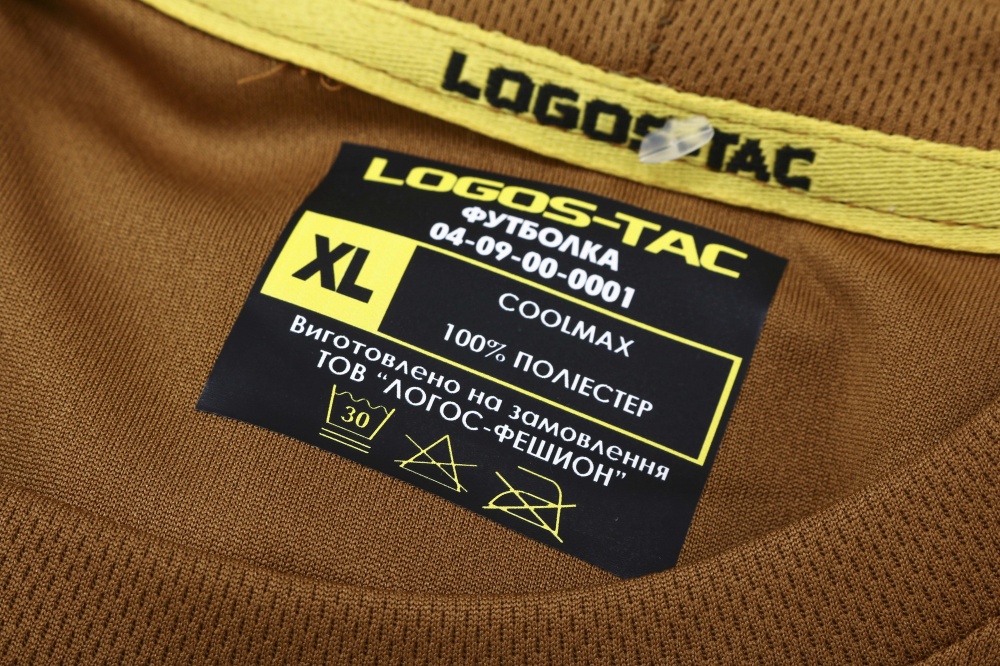 LOGOS-TAC
LOGOS-TAC
ФУТБОЛКА
04-09-00-0001
XL
COOLMAX
100% ПОЛІЕСТЕР
Виготовлено на замовлення
ТОВ “ЛОГОС-ФЕШИОН”
30